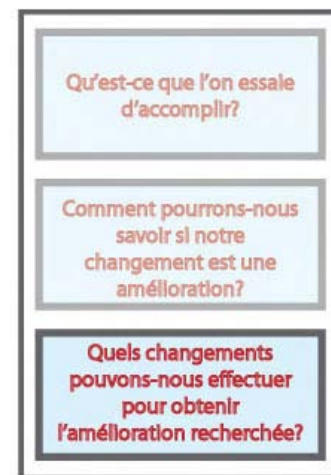 Qu'est-ce que l'on essaie
d'accomplir?
Comment pourrons-nous
savoir si notre
changement est une
amélioration?
Quels changements
pouvons-nous effectuer
pour obtenir
l'amélioration recherchée?